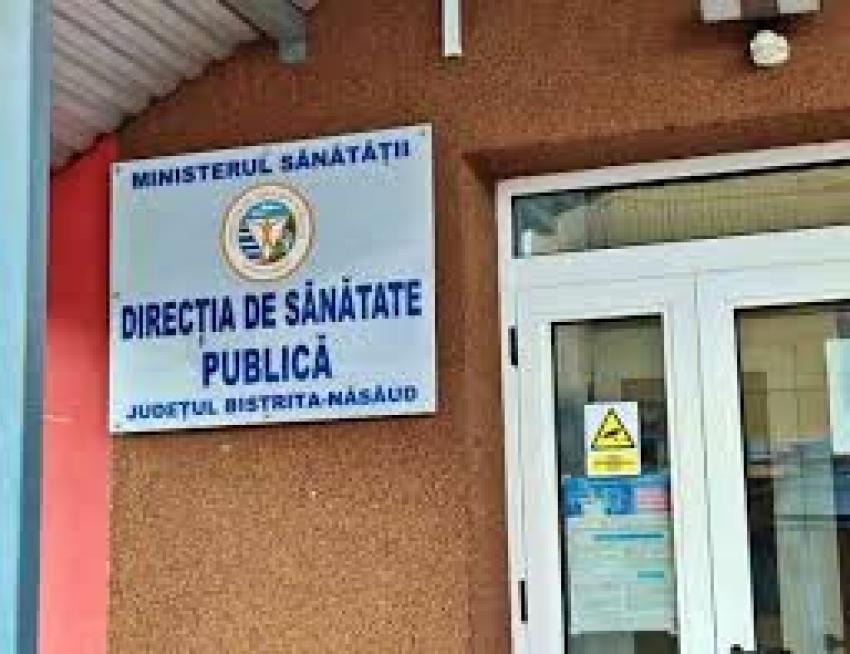 MINISTERUL SĂNĂTĂȚII
DIRECȚIA DE SĂNĂTATE
PUBLICĂ
JUDEȚUL BISTRIȚA-NĂSĂUD